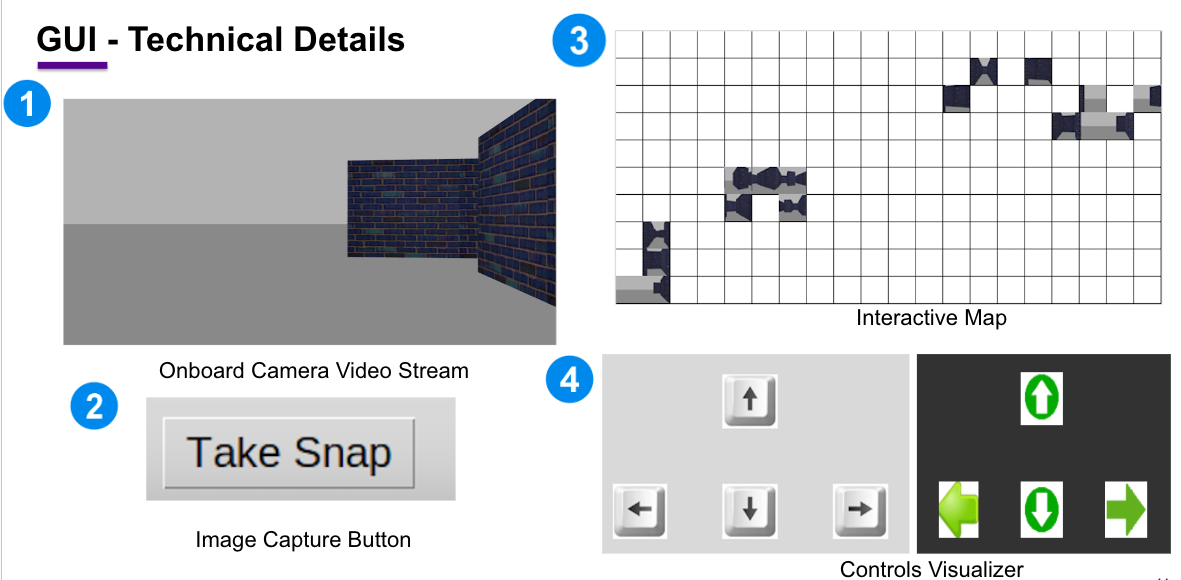 GUI - Technical Details
1
Onboard Camera Video Stream
2
Take Snap
Image Capture Button
3
Interactive Map
4
Controls Visualizer